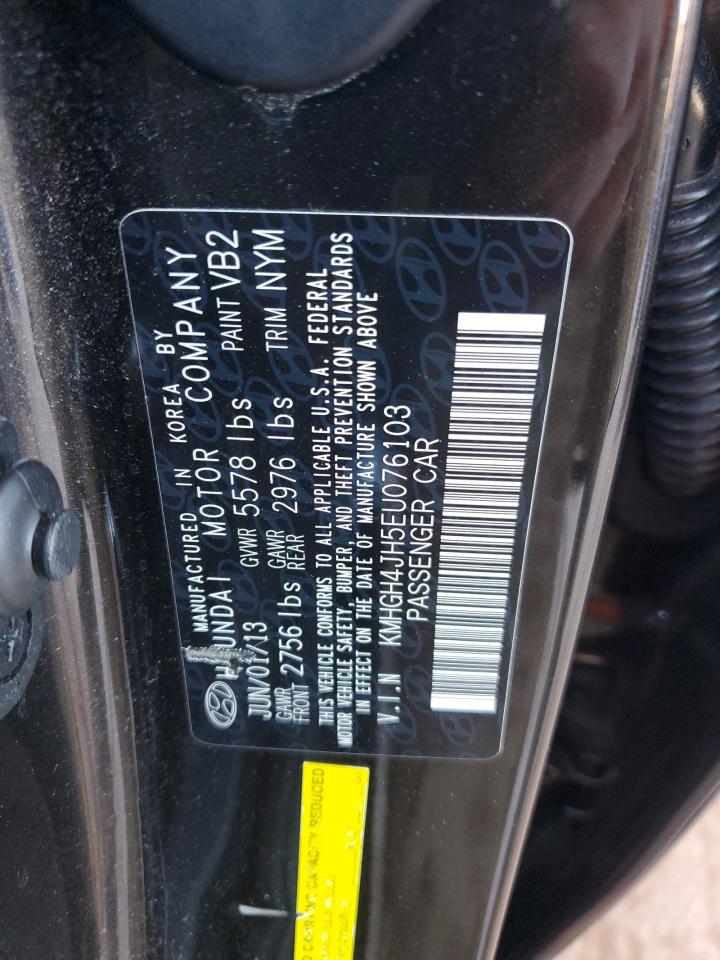 MANUFACTURED IN KOREA BY
HYUNDAI MOTOR COMPANY
JUN/01/13 GVWR 5578 lbs PAINT VB2
GAWR FRONT 2756 lbs GAWR REAR 2976 lbs TRIM NYM
THIS VEHICLE CONFORMS TO ALL APPLICABLE U.S.A. FEDERAL
MOTOR VEHICLE SAFETY, BUMPER, AND THEFT PREVENTION STANDARDS
IN EFFECT ON THE DATE OF MANUFACTURE SHOWN ABOVE
V.I.N KMHGH4JH5EU076103
PASSENGER CAR
CAPACITY REDUCED